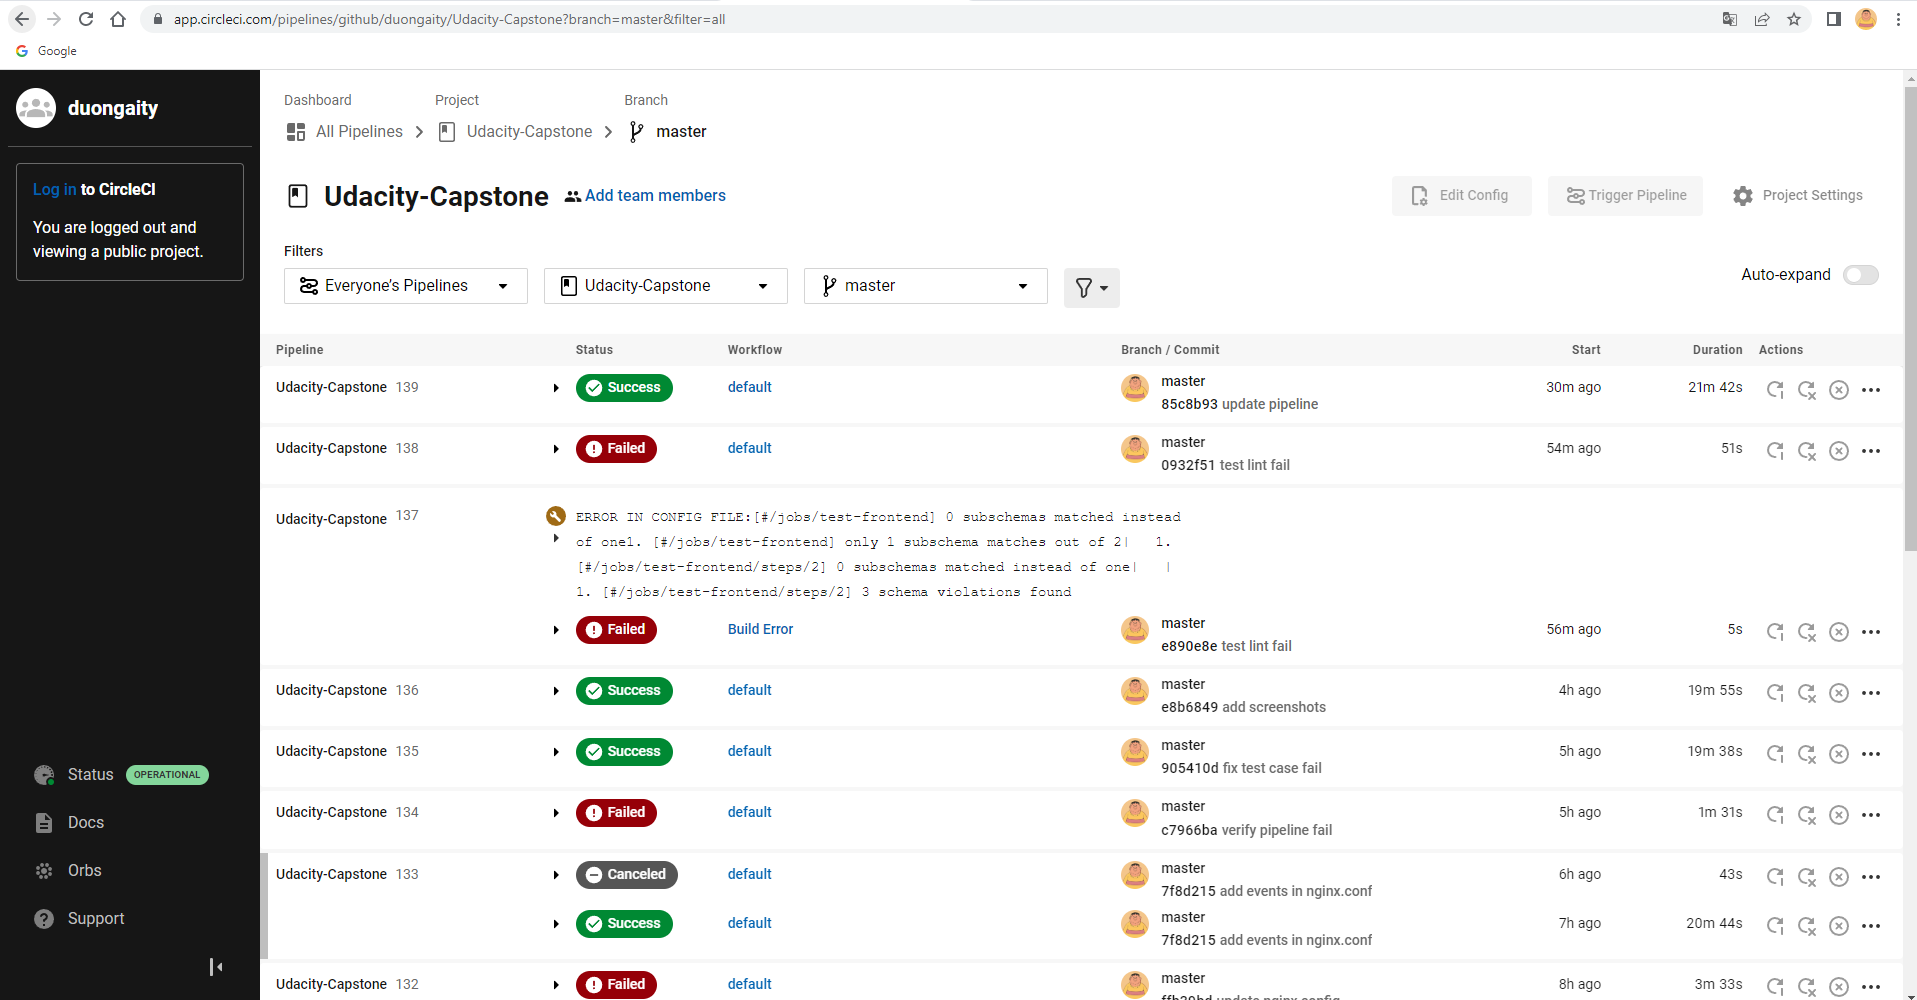 app.circleci.com/pipelines/github/duongaity/Udacity-Capstone?branch=master&filter=all
Google
duongaity
Log in to CircleCI
You are logged out and
viewing a public project.
Status OPERATIONAL
Docs
Orbs
Support
Dashboard Project Branch
All Pipelines Udacity-Capstone master
Udacity-Capstone Add team members
Edit Config Trigger Pipeline Project Settings
Filters
Everyone’s Pipelines Udacity-Capstone master
Auto-expand
Pipeline Status Workflow Branch / Commit Start Duration Actions
Udacity-Capstone 139 Success default master 30m ago 21m 42s
85c8b93 update pipeline
Udacity-Capstone 138 Failed default master 54m ago 51s
0932f51 test lint fail
Udacity-Capstone 137
ERROR IN CONFIG FILE:[#/jobs/test-frontend] 0 subschemas matched instead
of one1. [#/jobs/test-frontend] only 1 subschema matches out of 2| 1.
[#/jobs/test-frontend/steps/2] 0 subschemas matched instead of one| |
1. [#/jobs/test-frontend/steps/2] 3 schema violations found
Failed Build Error master 56m ago 5s
e890e8e test lint fail
Udacity-Capstone 136 Success default master 4h ago 19m 55s
e8b6849 add screenshots
Udacity-Capstone 135 Success default master 5h ago 19m 38s
905410d fix test case fail
Udacity-Capstone 134 Failed default master 5h ago 1m 31s
c7966ba verify pipeline fail
Udacity-Capstone 133 Canceled default master 6h ago 43s
7f8d215 add events in nginx.conf
Success default master 7h ago 20m 44s
7f8d215 add events in nginx.conf
Udacity-Capstone 132 Failed default master 8h ago 3m 33s
update nginx config